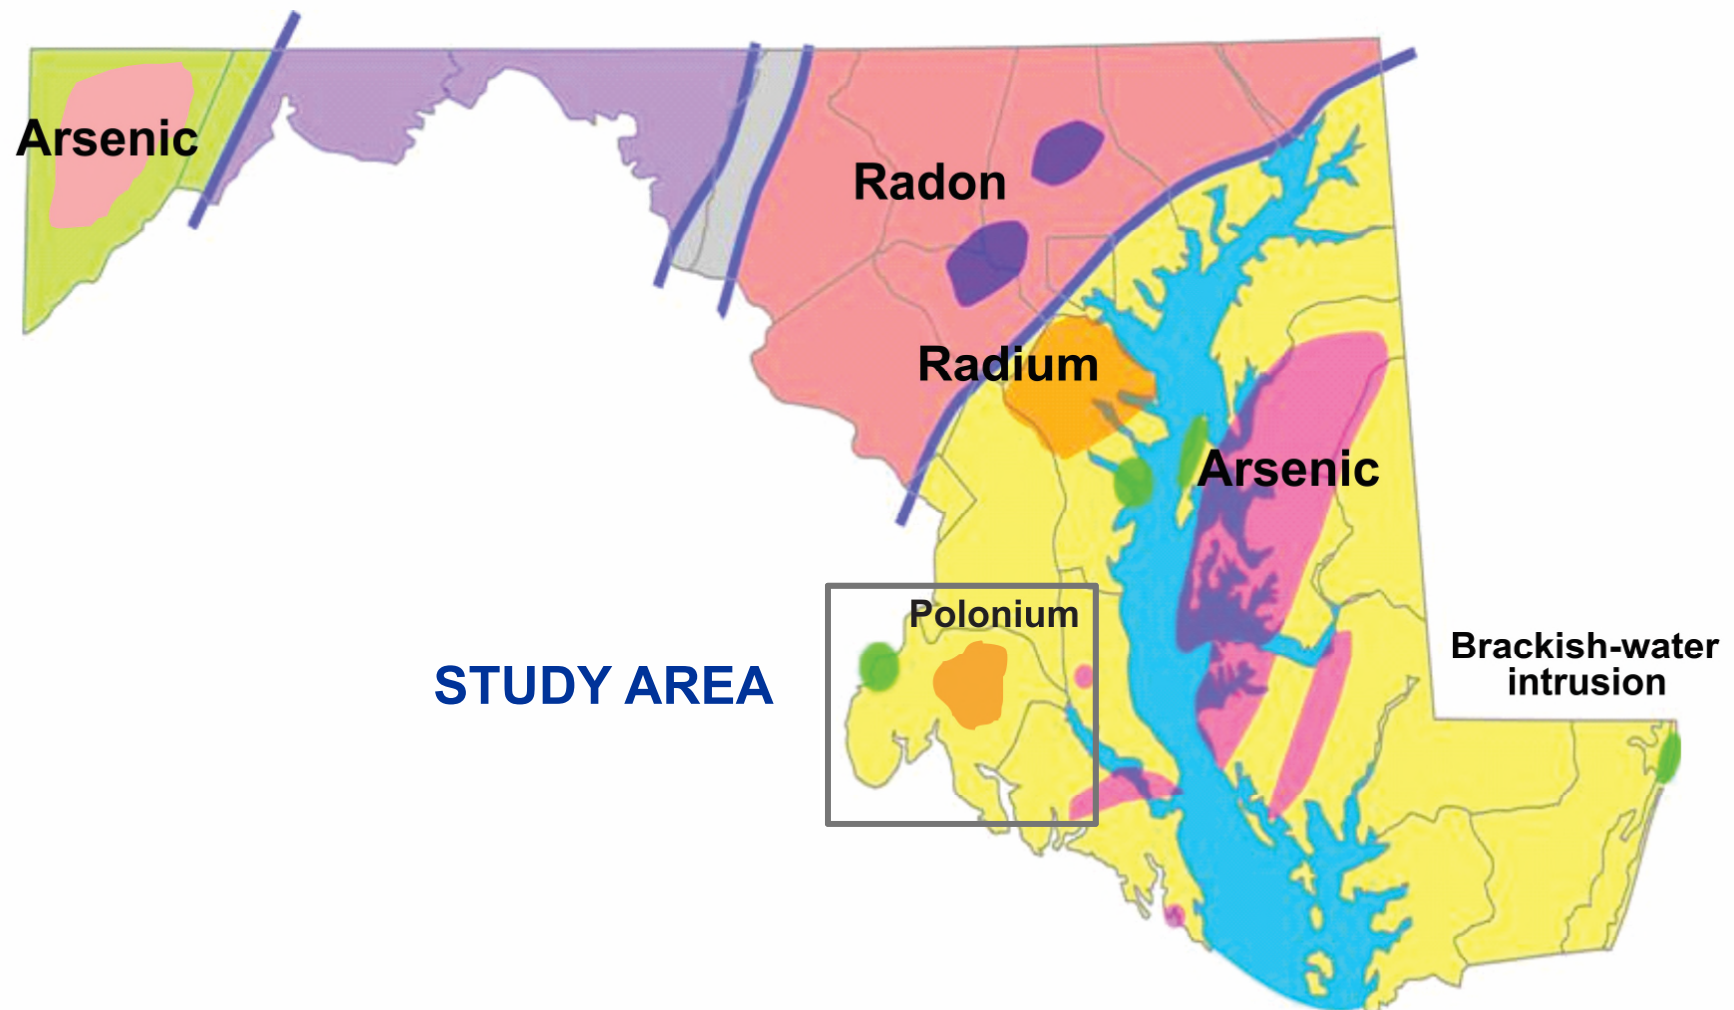 Arsenic
Radon
Radium
Arsenic
Polonium
STUDY AREA
Brackish-water
intrusion